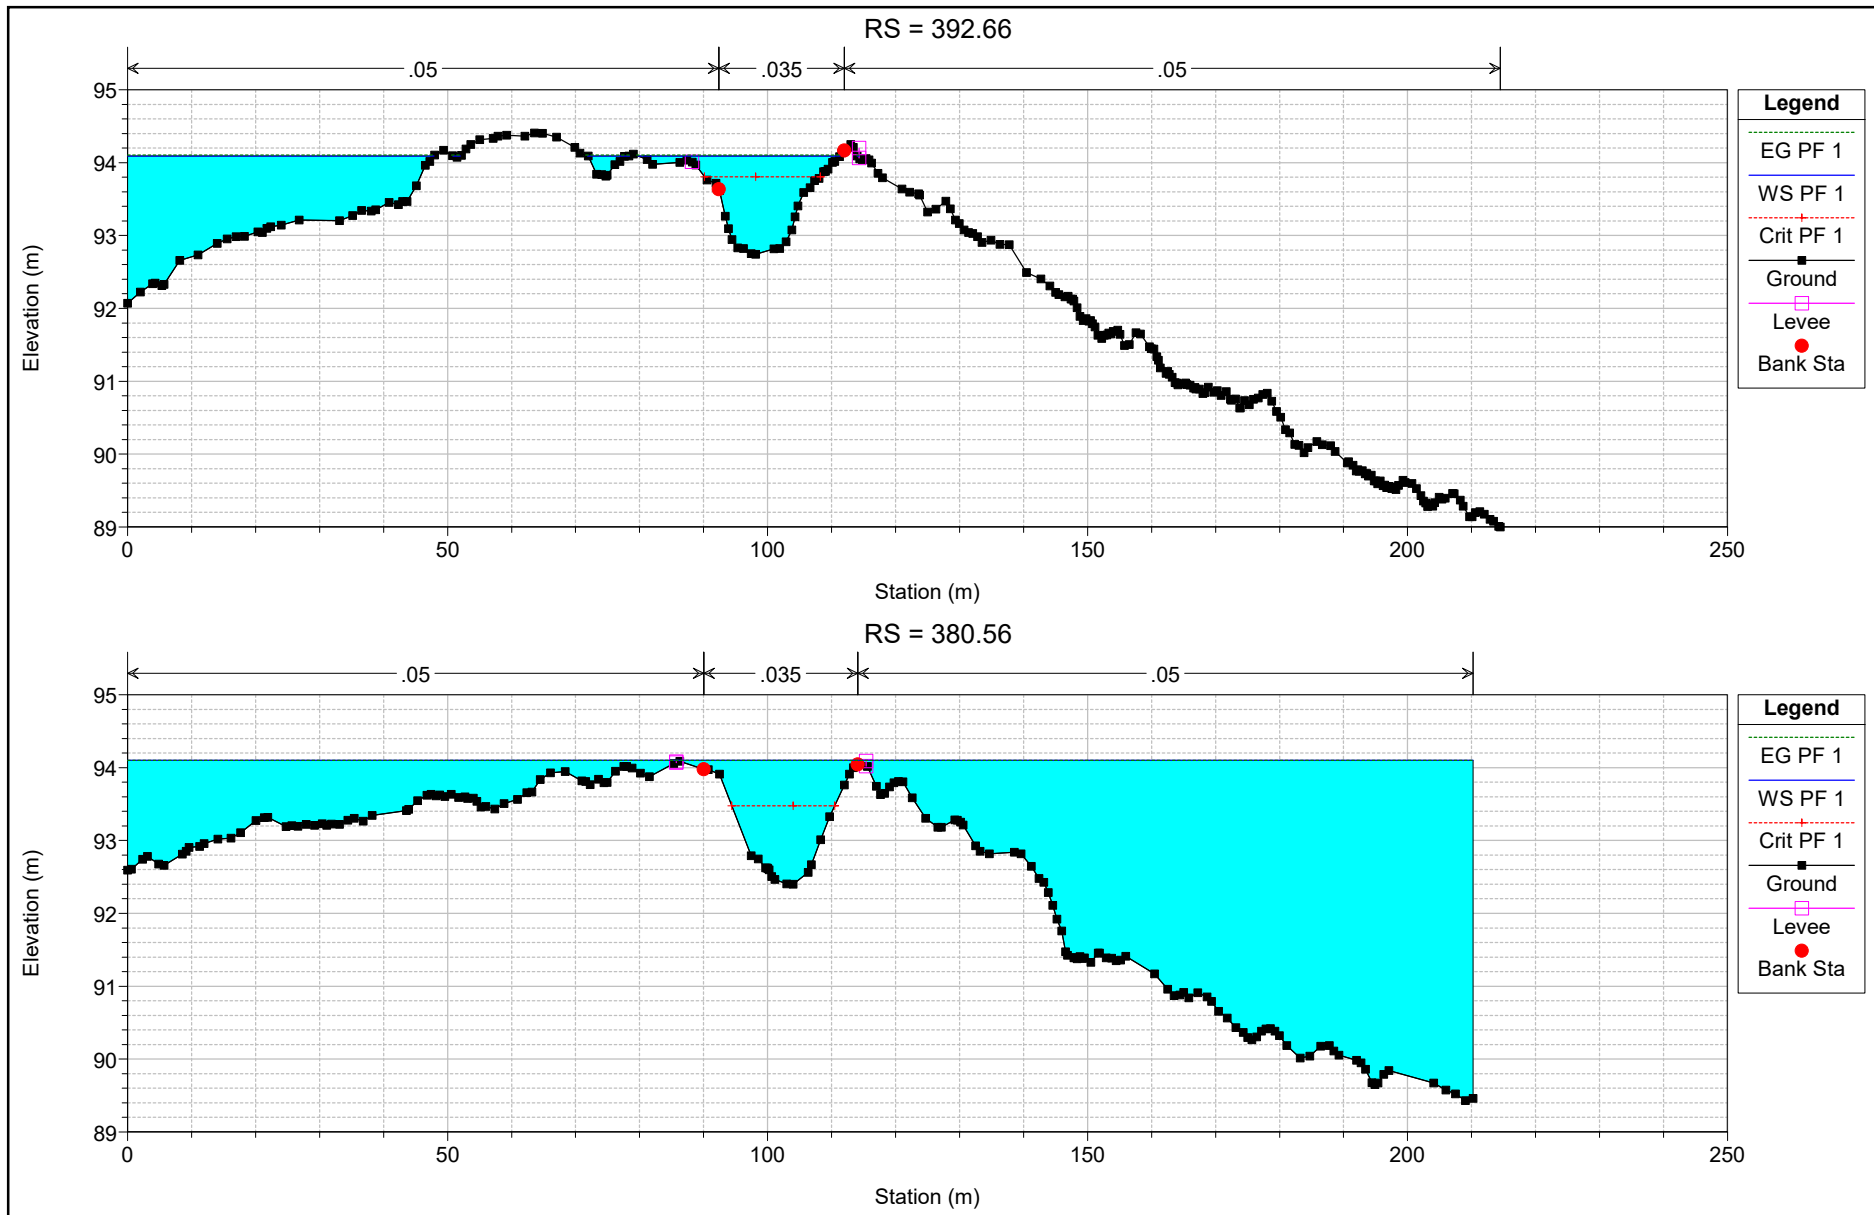 RS = 392.66
.05 .035 .05
95
94
93
92
91
90
89
0 50 100 150 200 250
Elevation (m)
Station (m)
Legend
EG PF 1
WS PF 1
Crit PF 1
Ground
Levee
Bank Sta
RS = 380.56
.05 .035 .05
95
94
93
92
91
90
89
0 50 100 150 200 250
Elevation (m)
Station (m)
Legend
EG PF 1
WS PF 1
Crit PF 1
Ground
Levee
Bank Sta